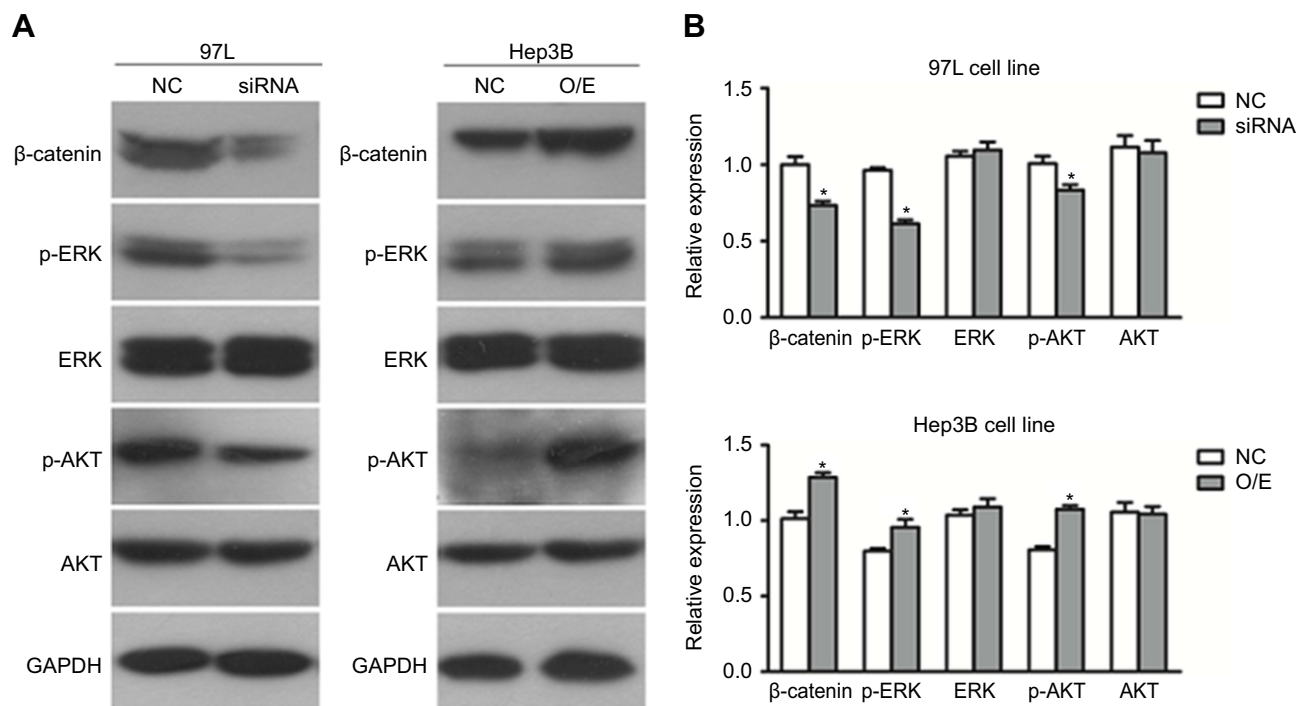 A
97L
NC siRNA
β-catenin
p-ERK
ERK
p-AKT
AKT
GAPDH
Hep3B
NC O/E
β-catenin
p-ERK
ERK
p-AKT
AKT
GAPDH
B
97L cell line
Relative expression
1.5
1.0
0.5
0.0
* * *
β-catenin p-ERK ERK p-AKT AKT
NC
siRNA
Hep3B cell line
Relative expression
1.5
1.0
0.5
0.0
* * *
β-catenin p-ERK ERK p-AKT AKT
NC
O/E